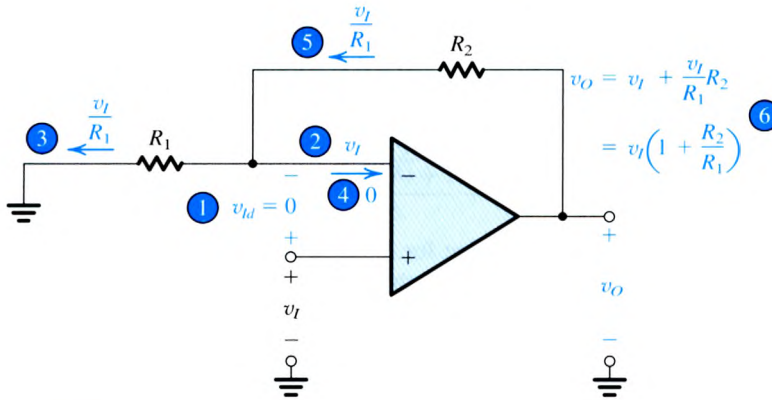 5 v_I/R_1
R_2
v_O = v_I + v_I/R_1 R_2
6
= v_I(1 + R_2/R_1)
3 v_I/R_1
R_1
2 v_I
− −
4 0
1 v_Id = 0
+ +
+ +
v_I
v_O
− −